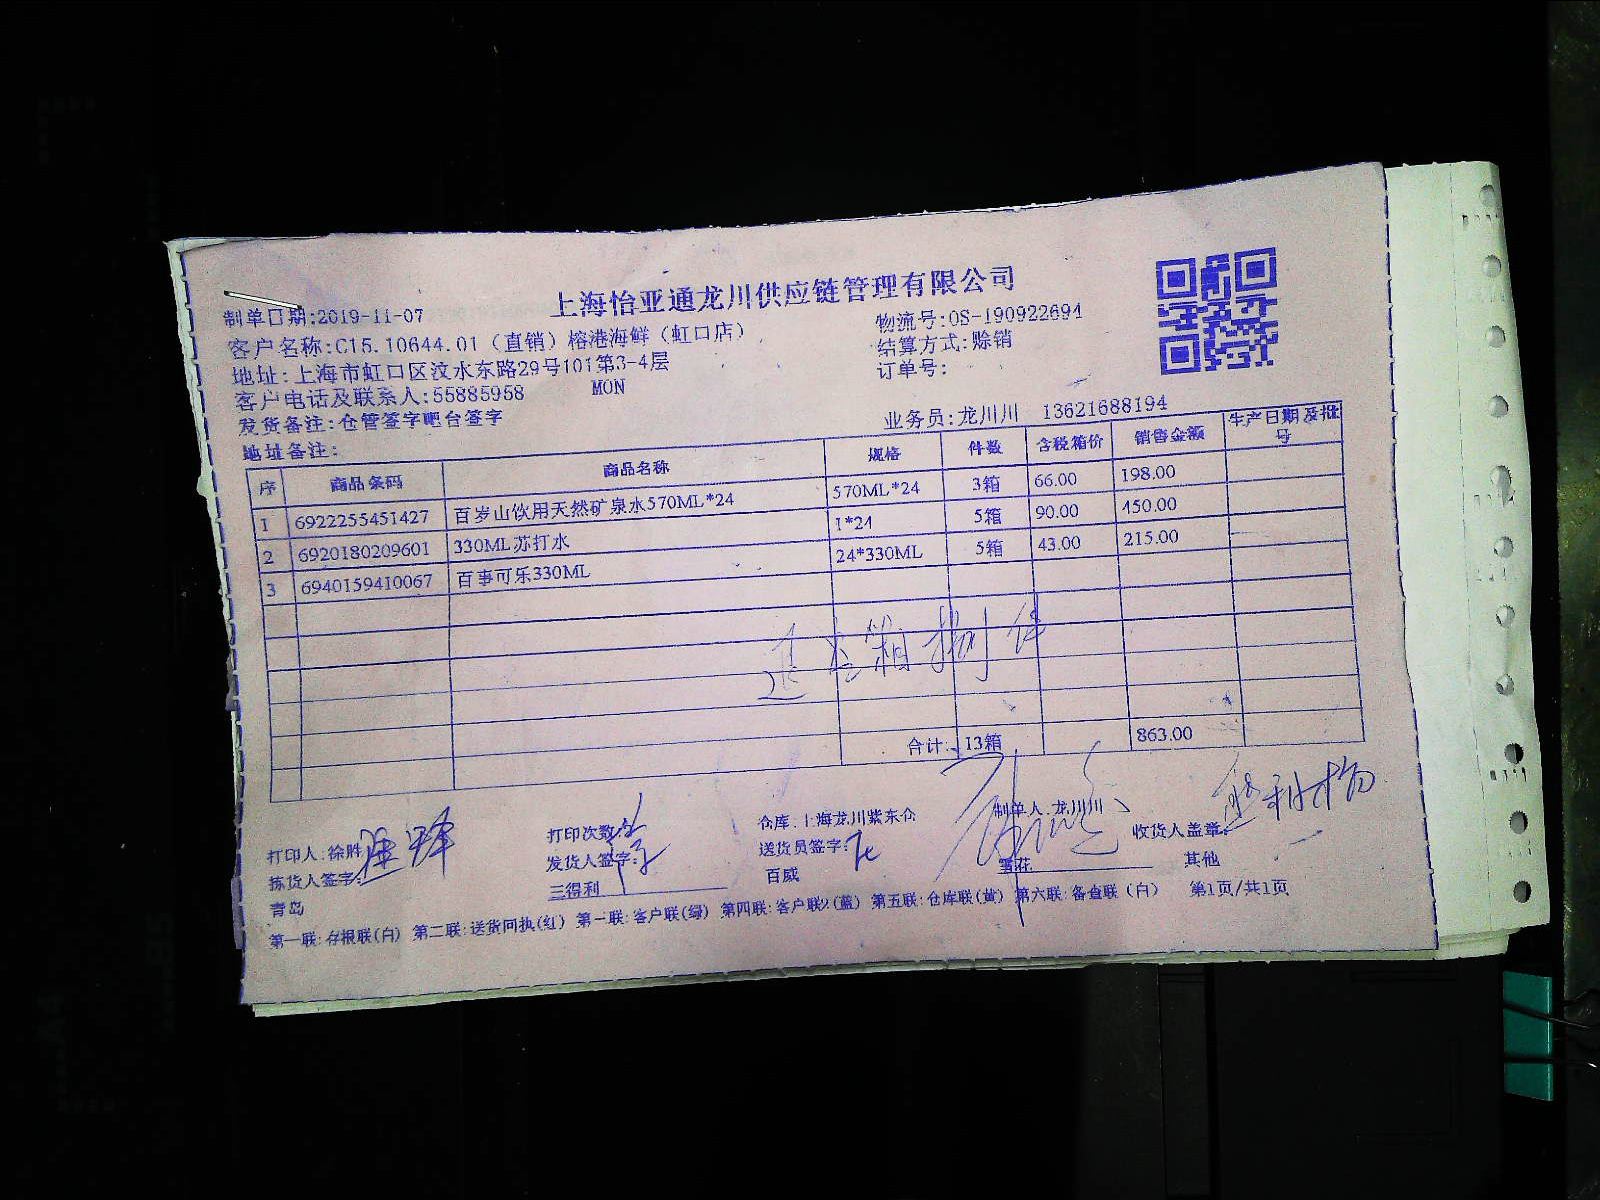 上海怡亚通龙川供应链管理有限公司
制单日期:2019-11-07
物流号:OS-190922694
客户名称:C15.10644.01（直销）榕港海鲜（虹口店）
结算方式:赊销
地址:上海市虹口区汶水东路29号101第3-4层
订单号:
客户电话及联系人:55885958 MON
发货备注:仓管签字吧台签字
业务员:龙川川 13621688194
地址备注:
序 商品条码 商品名称 规格 件数 含税箱价 销售金额 生产日期及批号
1 6922255451427 百岁山饮用天然矿泉水570ML*24 570ML*24 3箱 66.00 198.00
2 6920180209601 330ML苏打水 1*24 5箱 90.00 450.00
3 6940159410067 百事可乐330ML 24*330ML 5箱 43.00 215.00
退空箱捌件
合计: 13箱 863.00
打印人:徐胜 打印次数: 仓库:上海龙川紫东仓 制单人:龙川川 收货人盖章:
拣货人签字: 发货人签字: 送货员签字:
青岛 三得利 百威 雪花 其他
第一联:存根联(白) 第二联:送货回执(红) 第一联:客户联(绿) 第四联:客户联2(蓝) 第五联:仓库联(黄) 第六联:备查联(白) 第1页/共1页